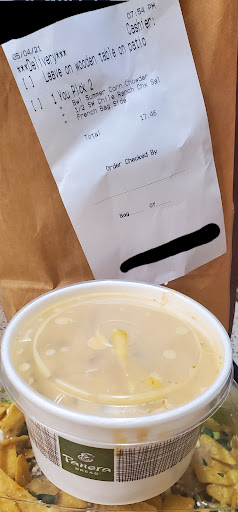 05/04/21 07:54 PM
Cashier:
***Delivery***
[ ] Leave on wooden table on patio
[ ] 1 You Pick 2
• Bwl Summer Corn Chowder
• 1/2 SW Chile Ranch Chk Sal
• French Bag Side
Total 17.45
Order Checked By
Bag of
Panera
BREAD